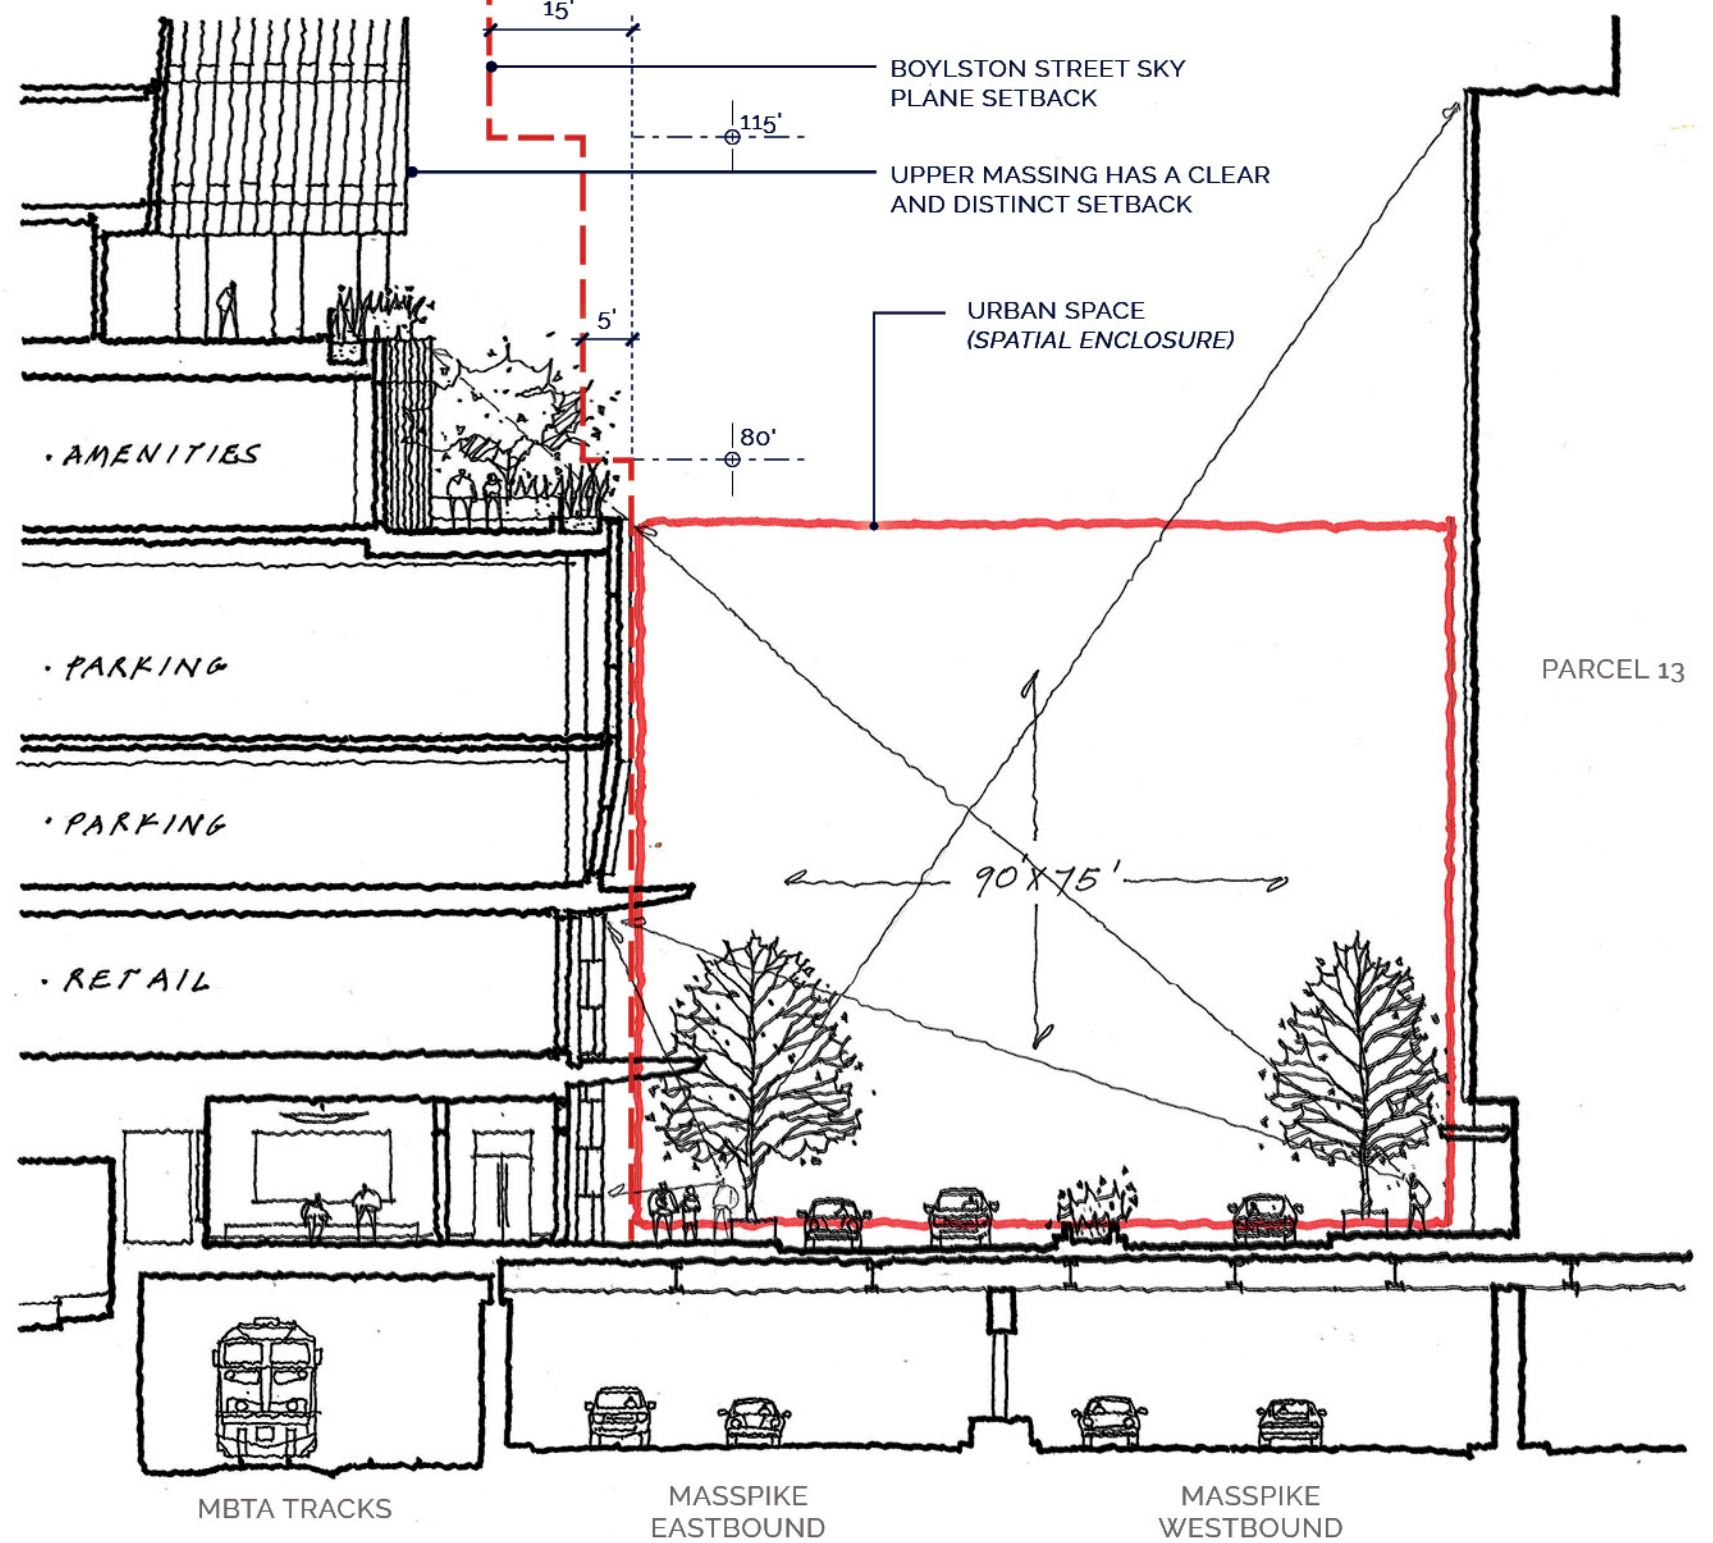 15'
BOYLSTON STREET SKY
PLANE SETBACK
115'
UPPER MASSING HAS A CLEAR
AND DISTINCT SETBACK
5'
URBAN SPACE
(SPATIAL ENCLOSURE)
80'
· AMENITIES
· PARKING
PARCEL 13
· PARKING
90'X75'
· RETAIL
MBTA TRACKS
MASSPIKE
EASTBOUND
MASSPIKE
WESTBOUND